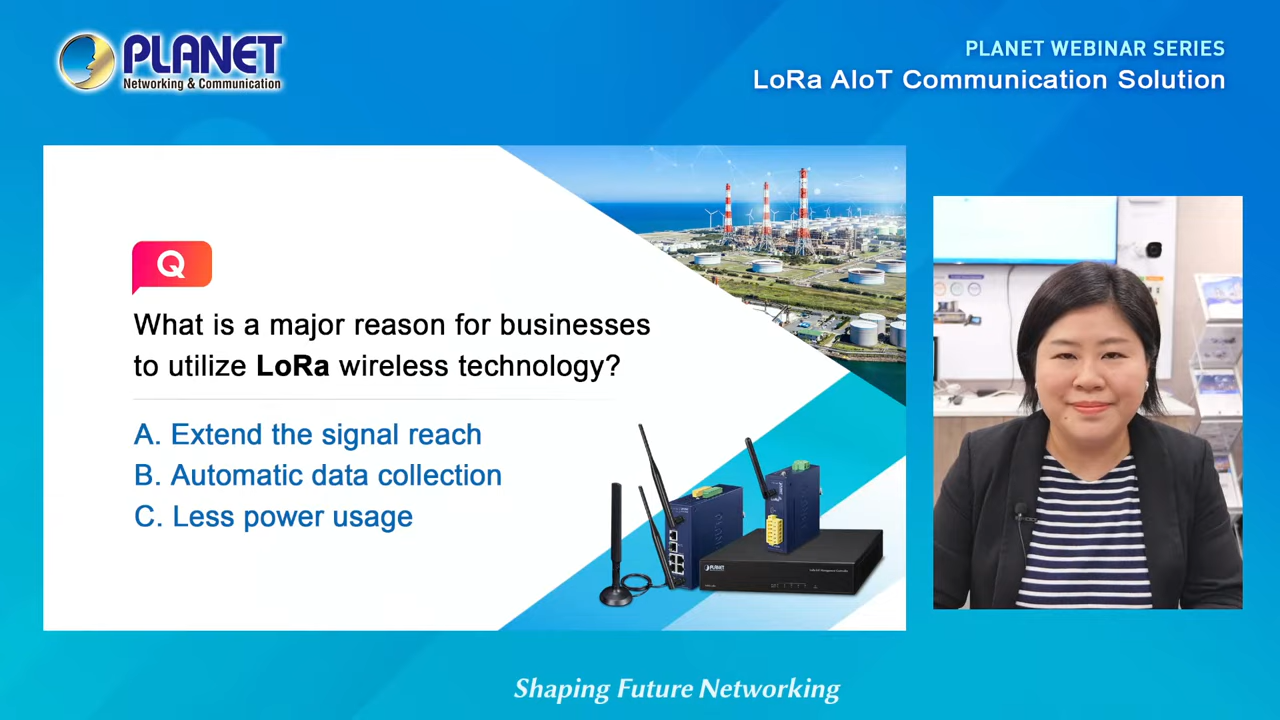 PLANET
Networking & Communication
PLANET WEBINAR SERIES
LoRa AIoT Communication Solution
Q
What is a major reason for businesses
to utilize LoRa wireless technology?
A. Extend the signal reach
B. Automatic data collection
C. Less power usage
PLANET
PLANET
Shaping Future Networking